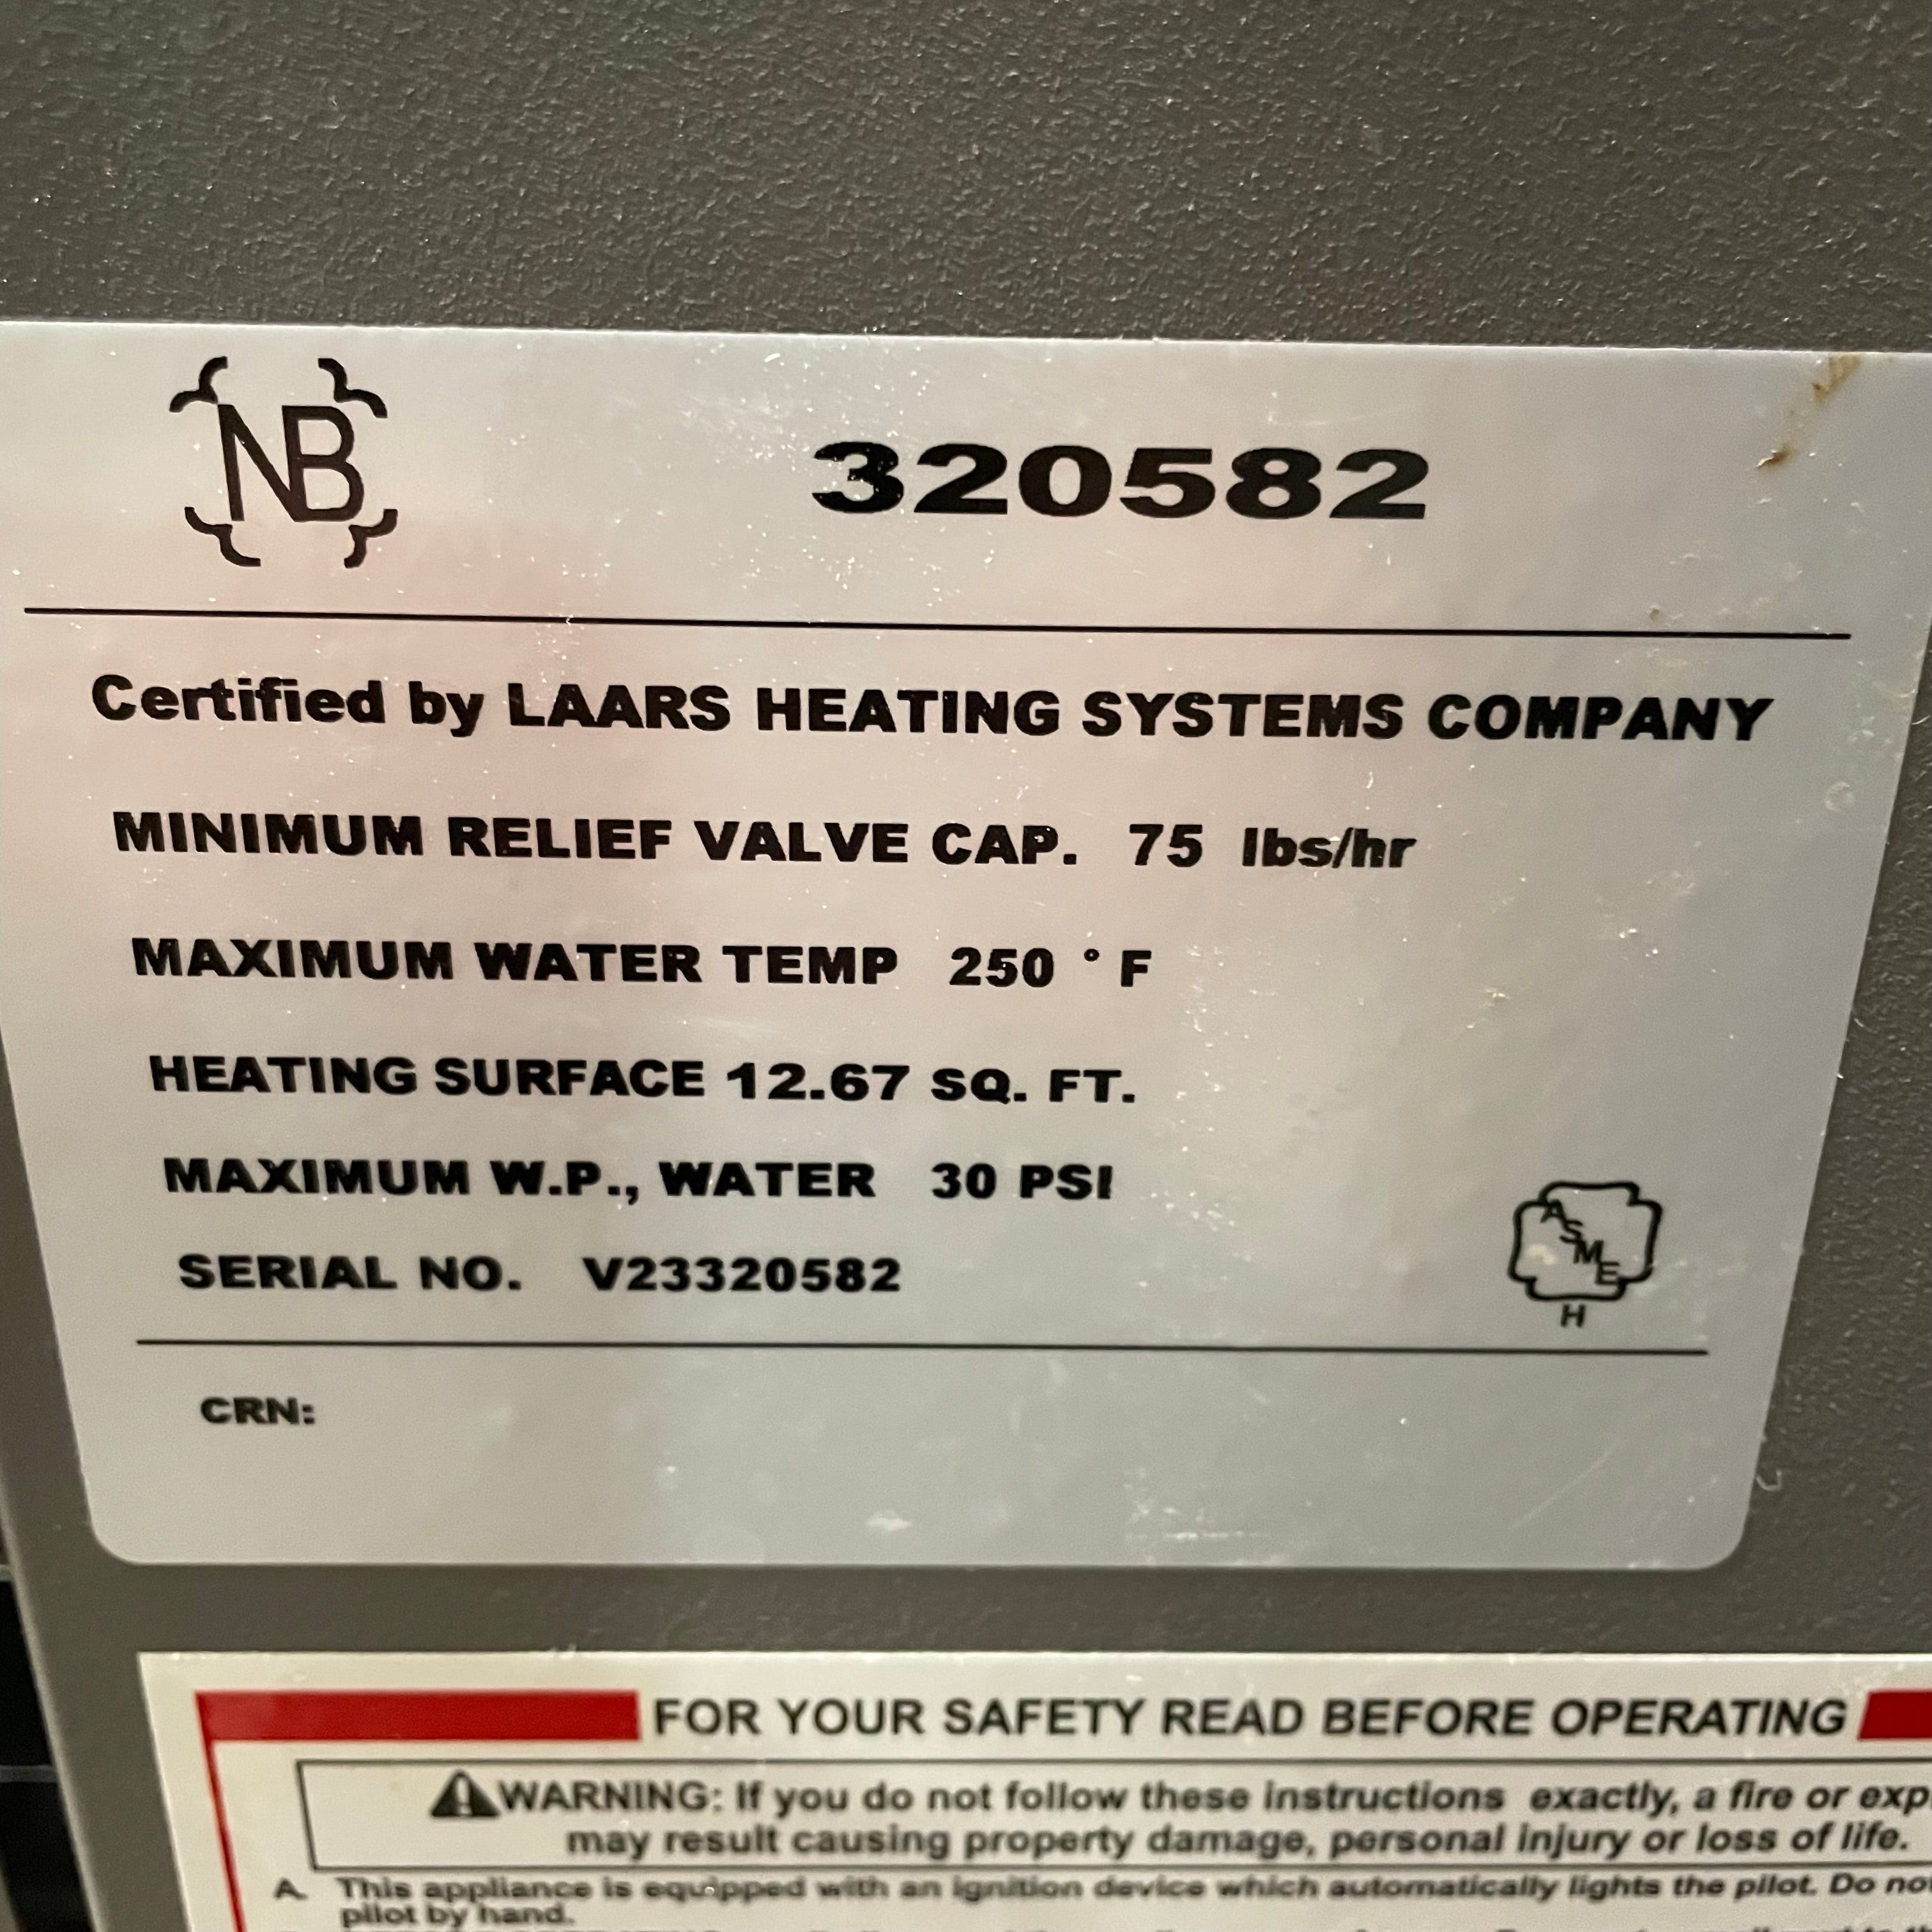 NB 320582
Certified by LAARS HEATING SYSTEMS COMPANY
MINIMUM RELIEF VALVE CAP. 75 lbs/hr
MAXIMUM WATER TEMP 250 ° F
HEATING SURFACE 12.67 SQ. FT.
MAXIMUM W.P., WATER 30 PSI
SERIAL NO. V23320582
ASME
H
CRN:
FOR YOUR SAFETY READ BEFORE OPERATING
WARNING: If you do not follow these instructions exactly, a fire or exp
may result causing property damage, personal injury or loss of life.
A. This appliance is equipped with an ignition device which automatically lights the pilot. Do no
pilot by hand.